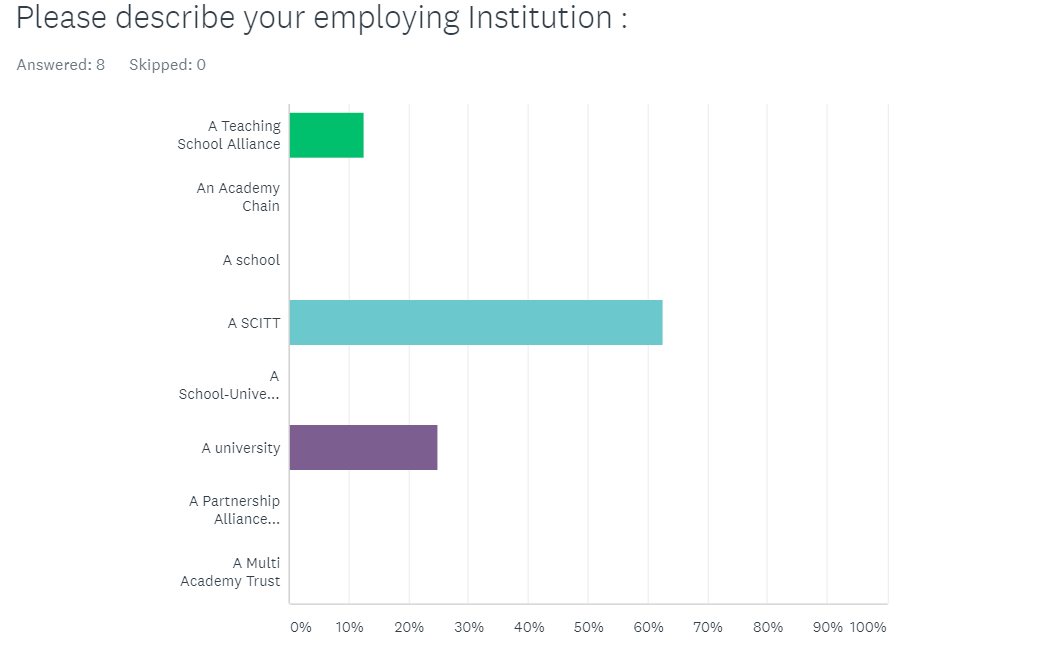 Please describe your employing Institution :
Answered: 8 Skipped: 0
A Teaching
School Alliance
An Academy
Chain
A school
A SCITT
A
School-Unive...
A university
A Partnership
Alliance...
A Multi
Academy Trust
0% 10% 20% 30% 40% 50% 60% 70% 80% 90% 100%